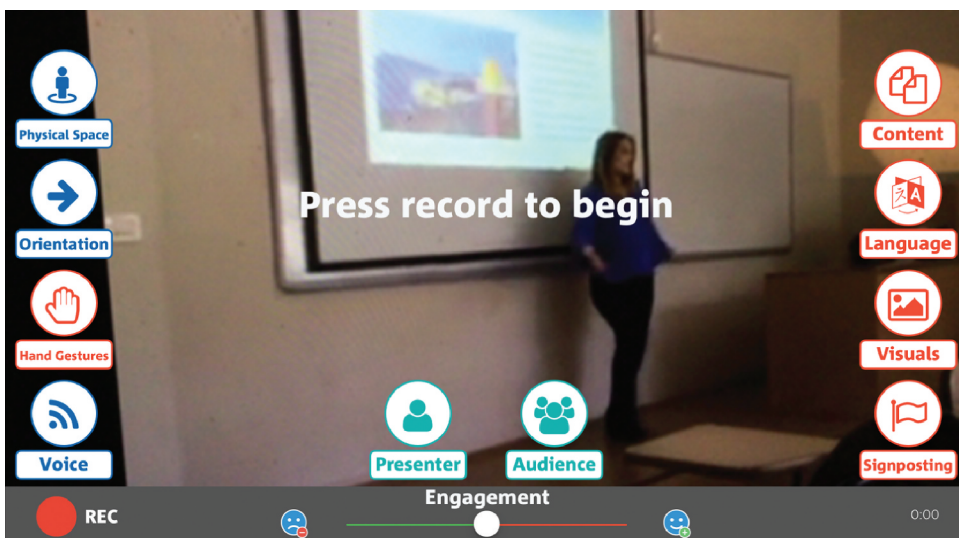 Physical Space
Orientation
Hand Gestures
Voice
Press record to begin
Presenter
Audience
Content
Language
Visuals
Signposting
Engagement
REC
0:00